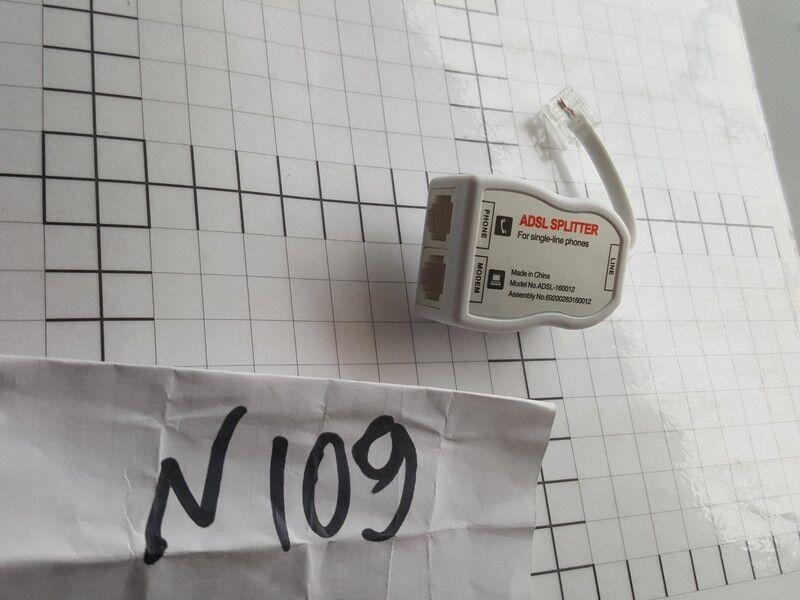 PHONE
ADSL SPLITTER
For single-line phones
LINE
MODEM
Made in China
Model No.ADSL-160012
Assembly No.69200283160012
N109